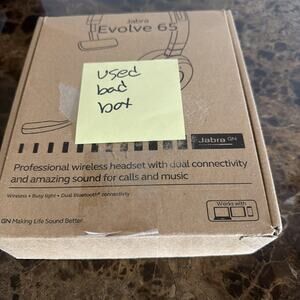 Jabra
Evolve 65
used
bad
box
Jabra GN
Professional wireless headset with dual connectivity
and amazing sound for calls and music
Wireless • Busy light • Dual Bluetooth® connectivity
GN Making Life Sound Better
Works with